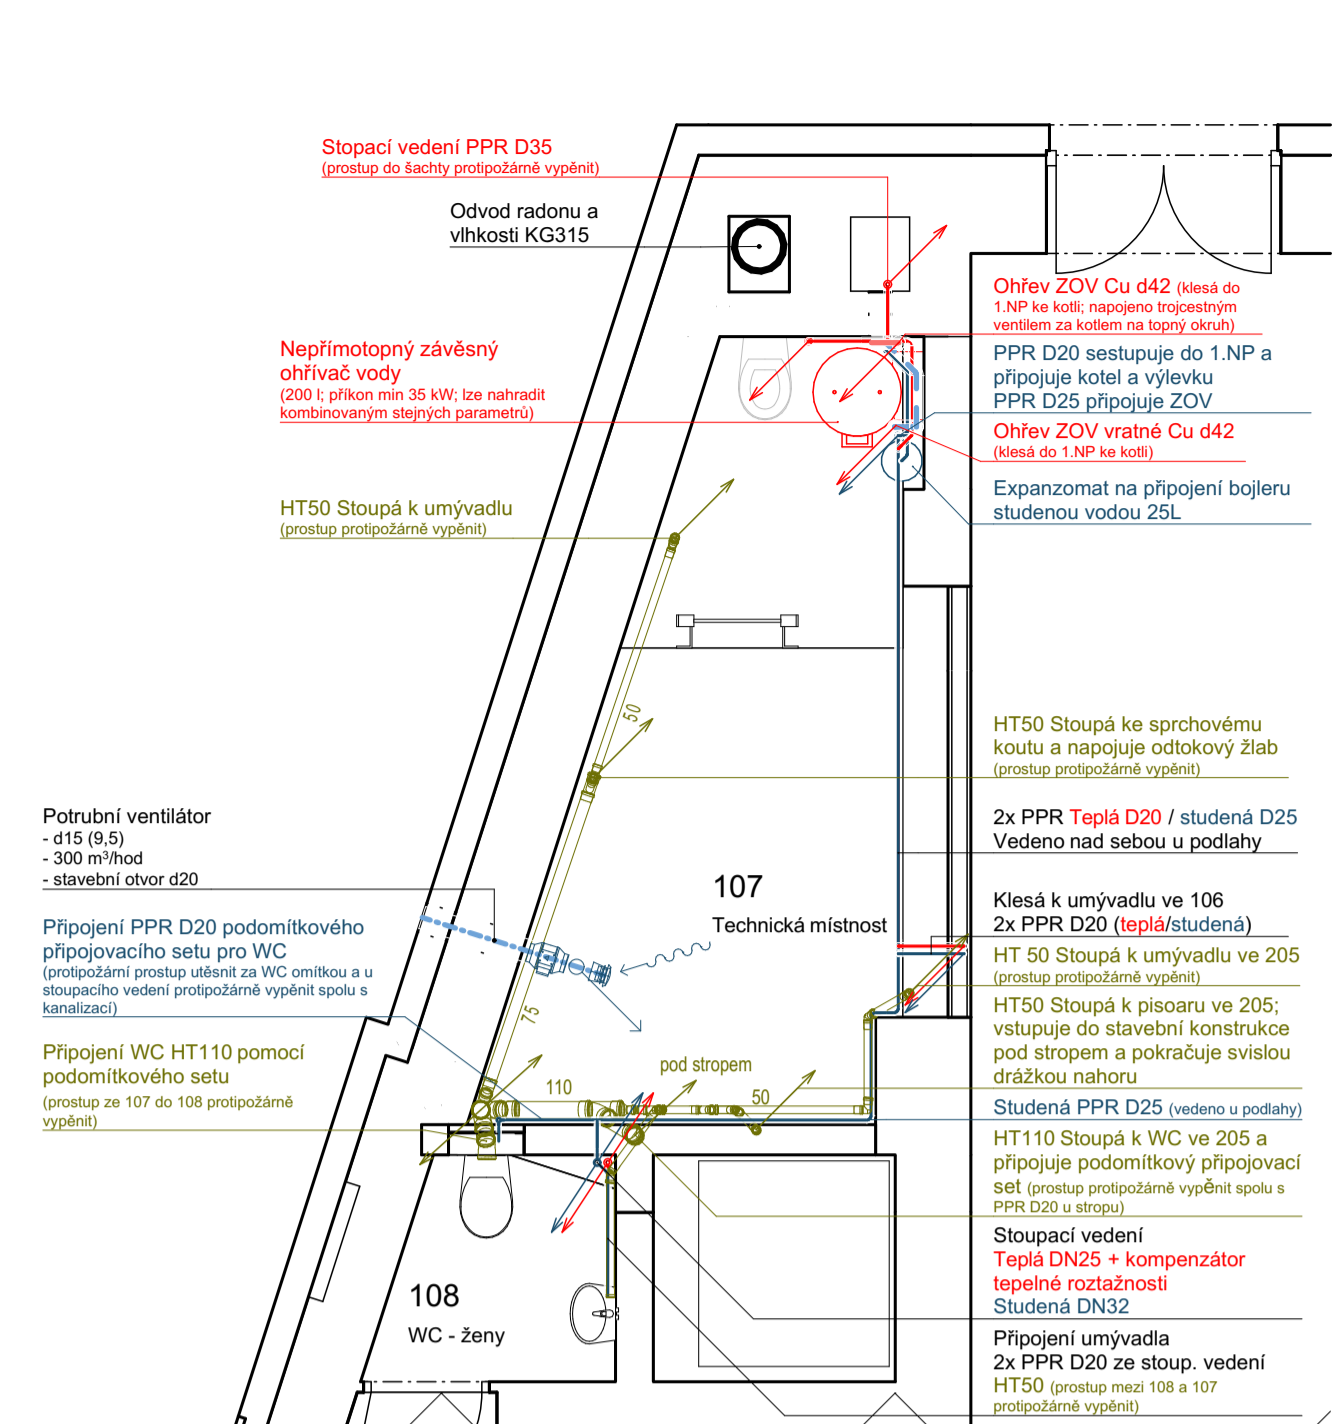 Stopací vedení PPR D35
(prostup do šachty protipožárně vypěnit)
Odvod radonu a
vlhkosti KG315
Nepřímotopný závěsný
ohřívač vody
(200 l; příkon min 35 kW; lze nahradit
kombinovaným stejných parametrů)
HT50 Stoupá k umývadlu
(prostup protipožárně vypěnit)
Potrubní ventilátor
- d15 (9,5)
- 300 m³/hod
- stavební otvor d20
Připojení PPR D20 podomítkového
připojovacího setu pro WC
(protipožární prostup utěsnit za WC omítkou a u
stoupacího vedení protipožárně vypěnit spolu s
kanalizací)
Připojení WC HT110 pomocí
podomítkového setu
(prostup ze 107 do 108 protipožárně
vypěnit)
50
75
110
pod stropem
50
107
Technická místnost
108
WC - ženy
Ohřev ZOV Cu d42 (klesá do
1.NP ke kotli; napojeno trojcestným
ventilem za kotlem na topný okruh)
PPR D20 sestupuje do 1.NP a
připojuje kotel a výlevku
PPR D25 připojuje ZOV
Ohřev ZOV vratné Cu d42
(klesá do 1.NP ke kotli)
Expanzomat na připojení bojleru
studenou vodou 25L
HT50 Stoupá ke sprchovému
koutu a napojuje odtokový žlab
(prostup protipožárně vypěnit)
2x PPR Teplá D20 / studená D25
Vedeno nad sebou u podlahy
Klesá k umývadlu ve 106
2x PPR D20 (teplá/studená)
HT 50 Stoupá k umývadlu ve 205
(prostup protipožárně vypěnit)
HT50 Stoupá k pisoaru ve 205;
vstupuje do stavební konstrukce
pod stropem a pokračuje svislou
drážkou nahoru
Studená PPR D25 (vedeno u podlahy)
HT110 Stoupá k WC ve 205 a
připojuje podomítkový připojovací
set (prostup protipožárně vypěnit spolu s
PPR D20 u stropu)
Stoupací vedení
Teplá DN25 + kompenzátor
tepelné roztažnosti
Studená DN32
Připojení umývadla
2x PPR D20 ze stoup. vedení
HT50 (prostup mezi 108 a 107
protipožárně vypěnit)